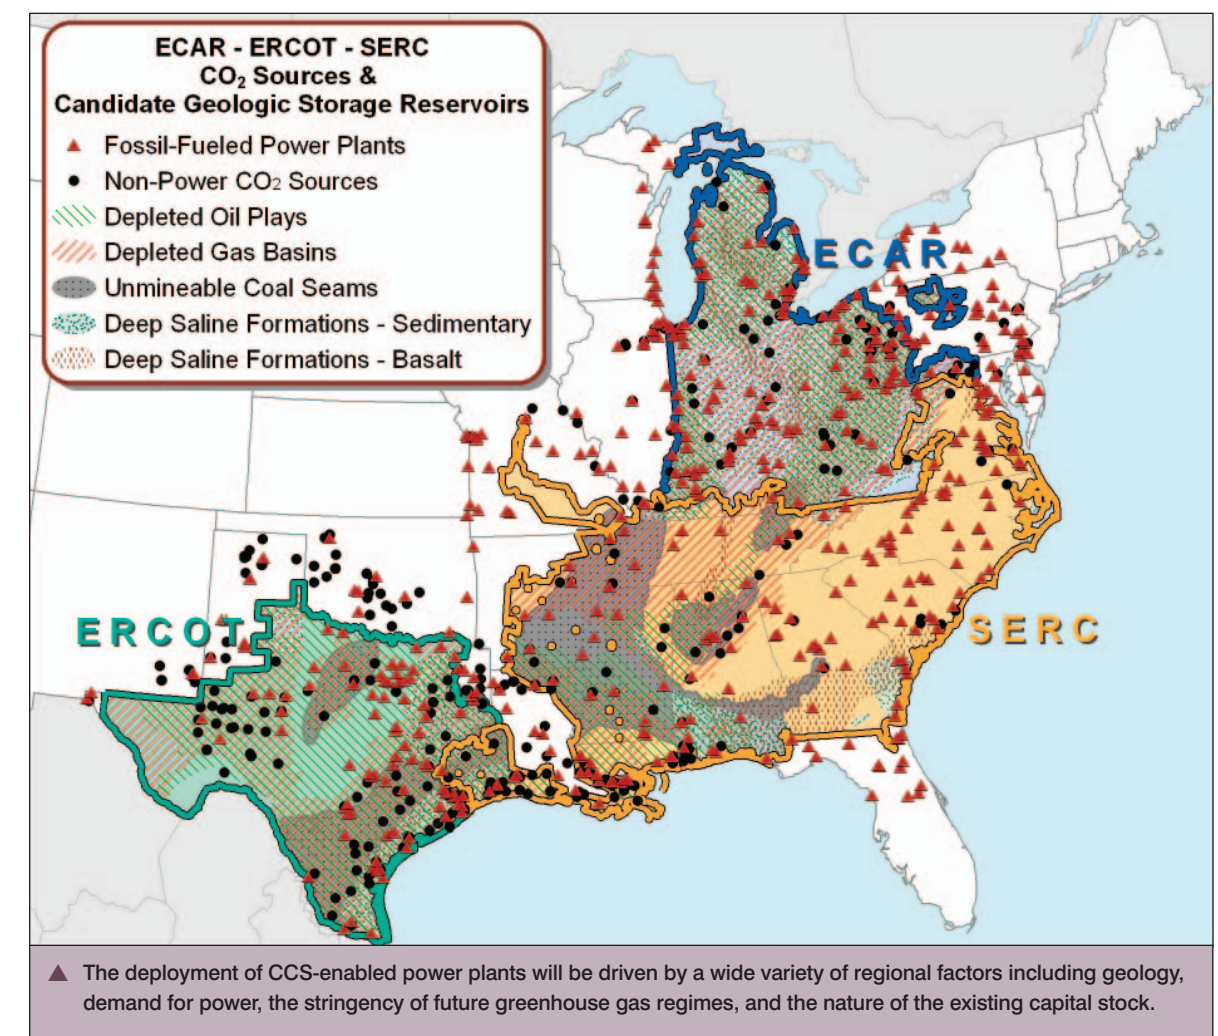 ECAR - ERCOT - SERC
CO2 Sources &
Candidate Geologic Storage Reservoirs
Fossil-Fueled Power Plants
Non-Power CO2 Sources
Depleted Oil Plays
Depleted Gas Basins
Unmineable Coal Seams
Deep Saline Formations - Sedimentary
Deep Saline Formations - Basalt
ECAR
ERCOT
SERC
The deployment of CCS-enabled power plants will be driven by a wide variety of regional factors including geology,
demand for power, the stringency of future greenhouse gas regimes, and the nature of the existing capital stock.